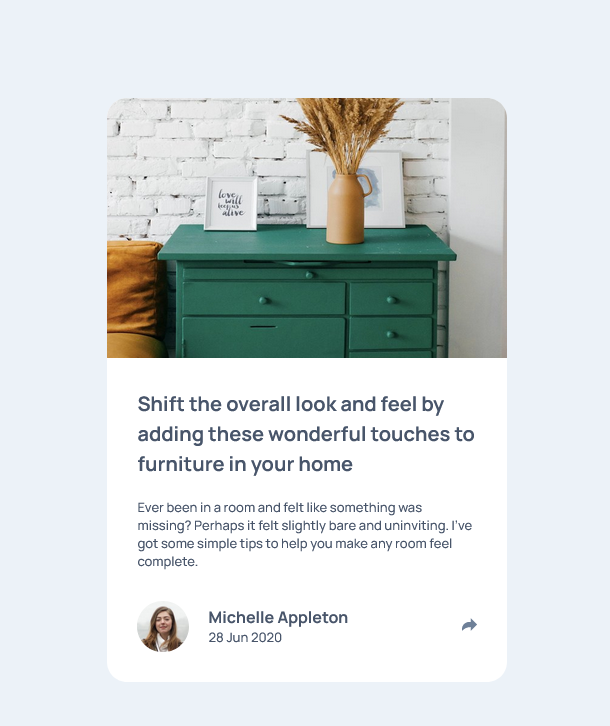 love
will
keep us
alive
Shift the overall look and feel by
adding these wonderful touches to
furniture in your home
Ever been in a room and felt like something was
missing? Perhaps it felt slightly bare and uninviting. I've
got some simple tips to help you make any room feel
complete.
Michelle Appleton
28 Jun 2020